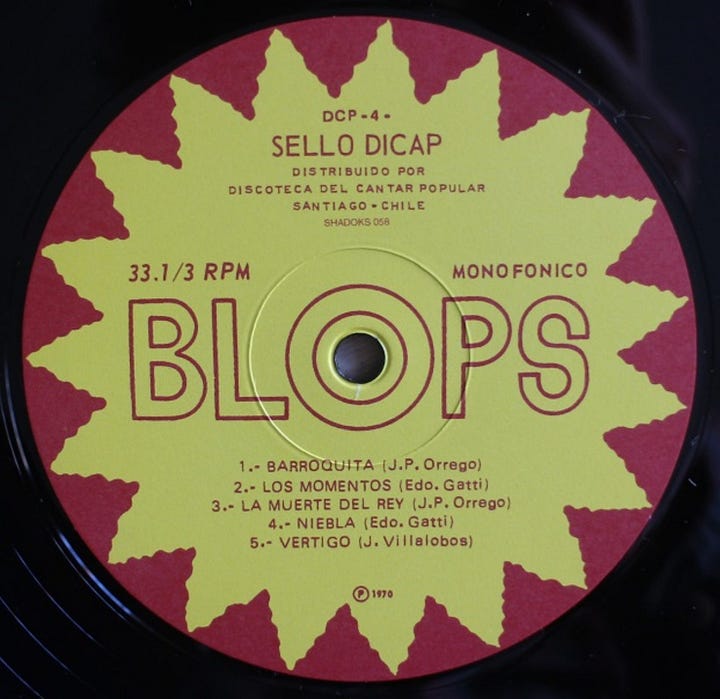 DCP-4-
SELLO DICAP
DISTRIBUIDO POR
DISCOTECA DEL CANTAR POPULAR
SANTIAGO-CHILE
SHADOKS 058
33.1/3 RPM MONOFONICO
BLOPS
1.- BARROQUITA (J.P. Orrego)
2.- LOS MOMENTOS (Edo. Gatti)
3.- LA MUERTE DEL REY (J.P. Orrego)
4.- NIEBLA (Edo. Gatti)
5.- VERTIGO (J. Villalobos)
Ⓟ 1970